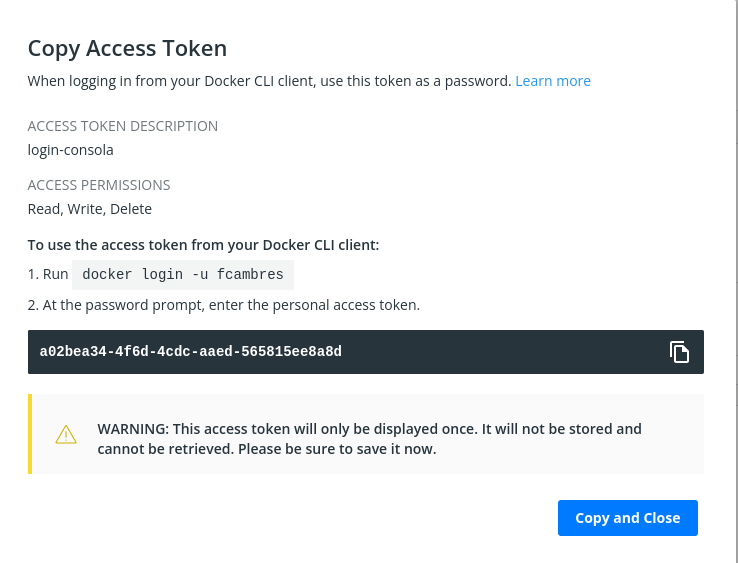 Copy Access Token
When logging in from your Docker CLI client, use this token as a password. Learn more
ACCESS TOKEN DESCRIPTION
login-consola
ACCESS PERMISSIONS
Read, Write, Delete
To use the access token from your Docker CLI client:
1. Run docker login -u fcambres
2. At the password prompt, enter the personal access token.
a02bea34-4f6d-4cdc-aaed-565815ee8a8d
WARNING: This access token will only be displayed once. It will not be stored and
cannot be retrieved. Please be sure to save it now.
Copy and Close